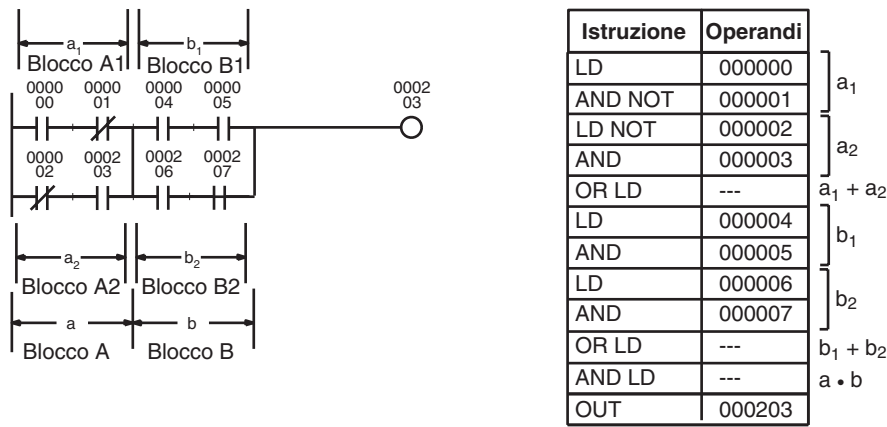 a1 b1
Blocco A1 Blocco B1
0000 0000 0000 0000 0002
00 01 04 05 03
0000 0002 0002 0002
02 03 06 07
a2 b2
Blocco A2 Blocco B2
a b
Blocco A Blocco B
Istruzione Operandi
LD 000000
AND NOT 000001
a1
LD NOT 000002
AND 000003
a2
OR LD --- a1 + a2
LD 000004
AND 000005
b1
LD 000006
AND 000007
b2
OR LD --- b1 + b2
AND LD --- a • b
OUT 000203